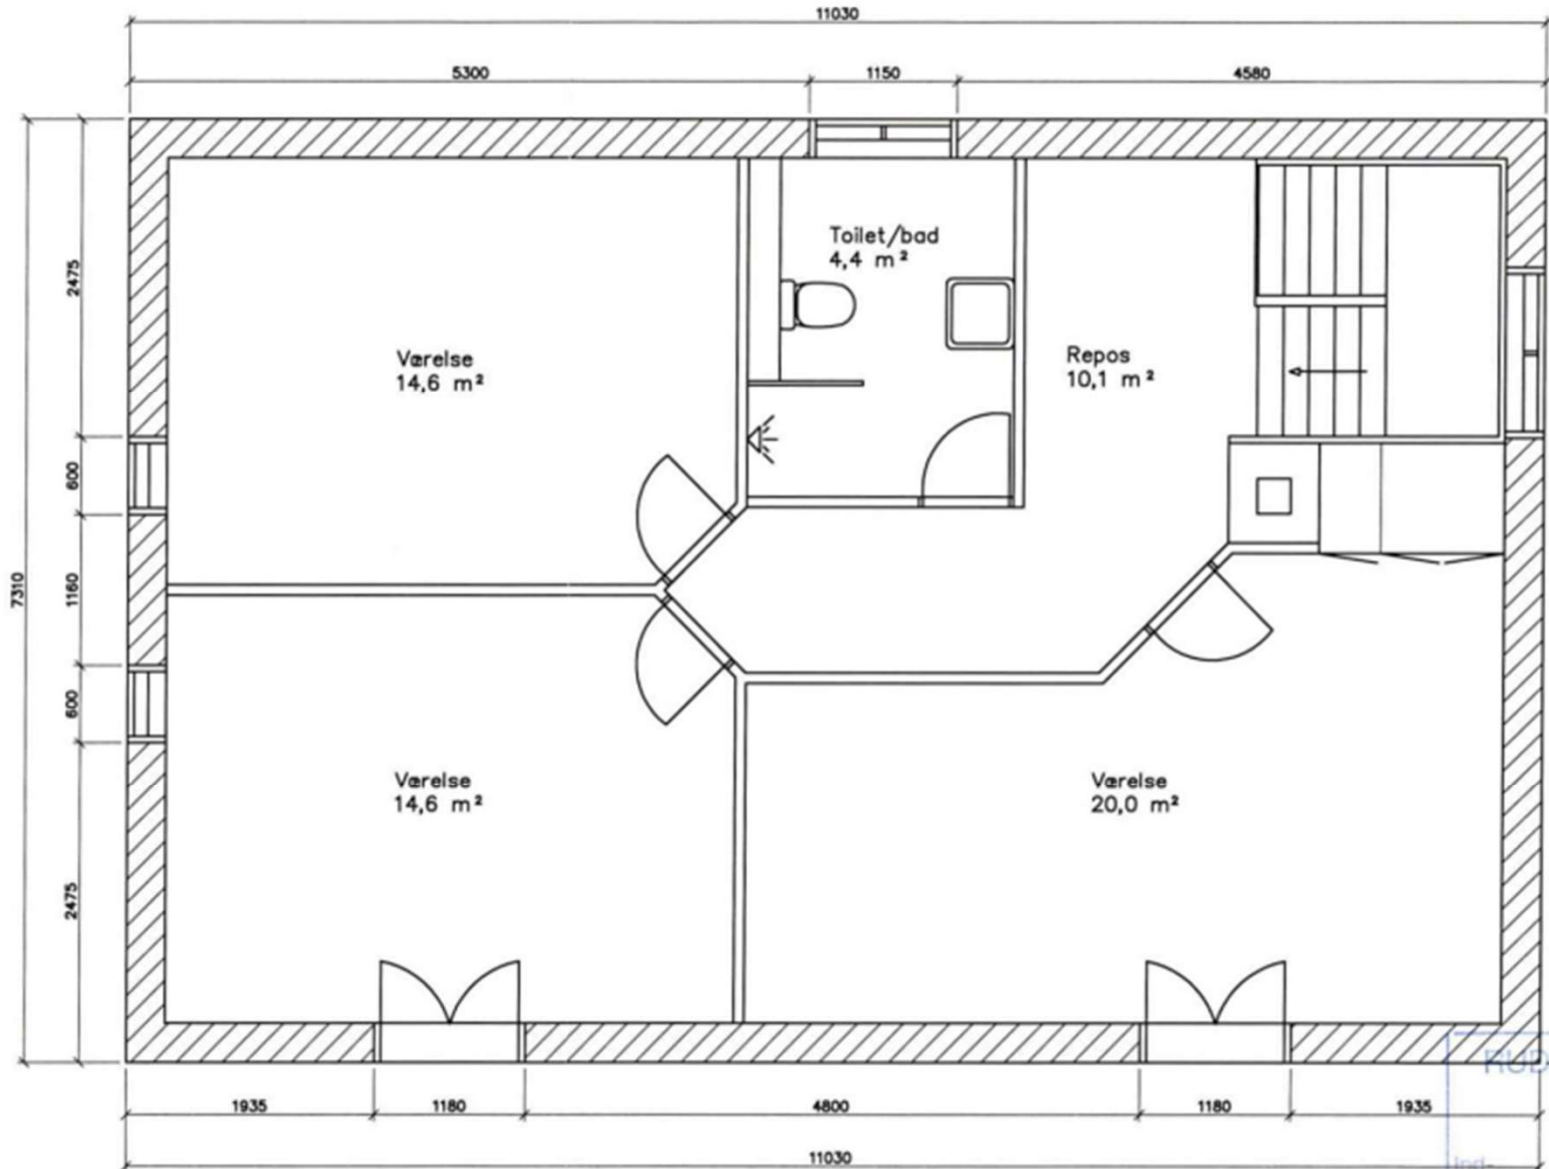 11030
5300 1150 4580
Toilet/bad
4,4 m²
Værelse
14,6 m²
Repos
10,1 m²
2475
600
1160
7310
600
2475
Værelse
14,6 m²
Værelse
20,0 m²
RUD
1935 1180 4800 1180 1935
11030